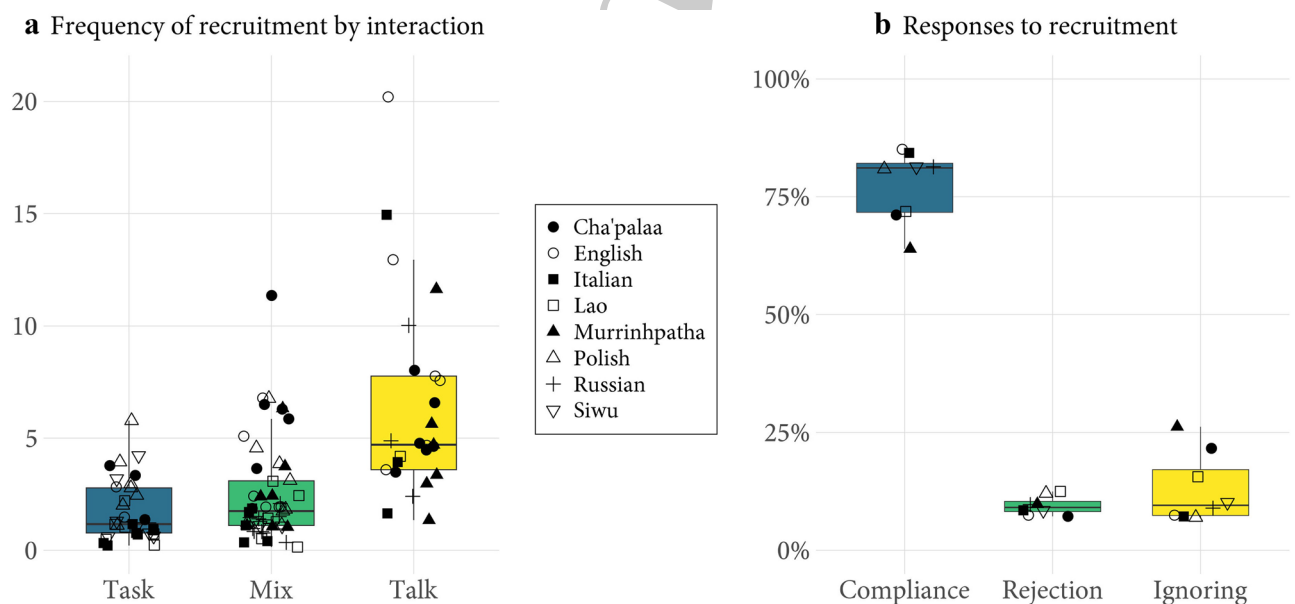 a Frequency of recruitment by interaction
20
15
10
5
0
Task Mix Talk
Cha'palaa
English
Italian
Lao
Murrinhpatha
Polish
Russian
Siwu
b Responses to recruitment
100%
75%
50%
25%
0%
Compliance Rejection Ignoring